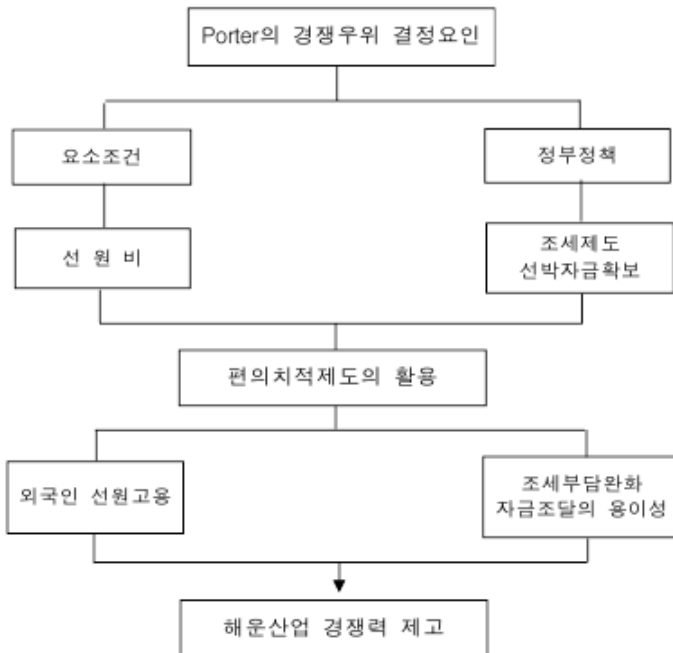 Porter의 경쟁우위 결정요인
요소조건
정부정책
선 원 비
조세제도
선박자금확보
편의치적제도의 활용
외국인 선원고용
조세부담완화
자금조달의 용이성
해운산업 경쟁력 제고